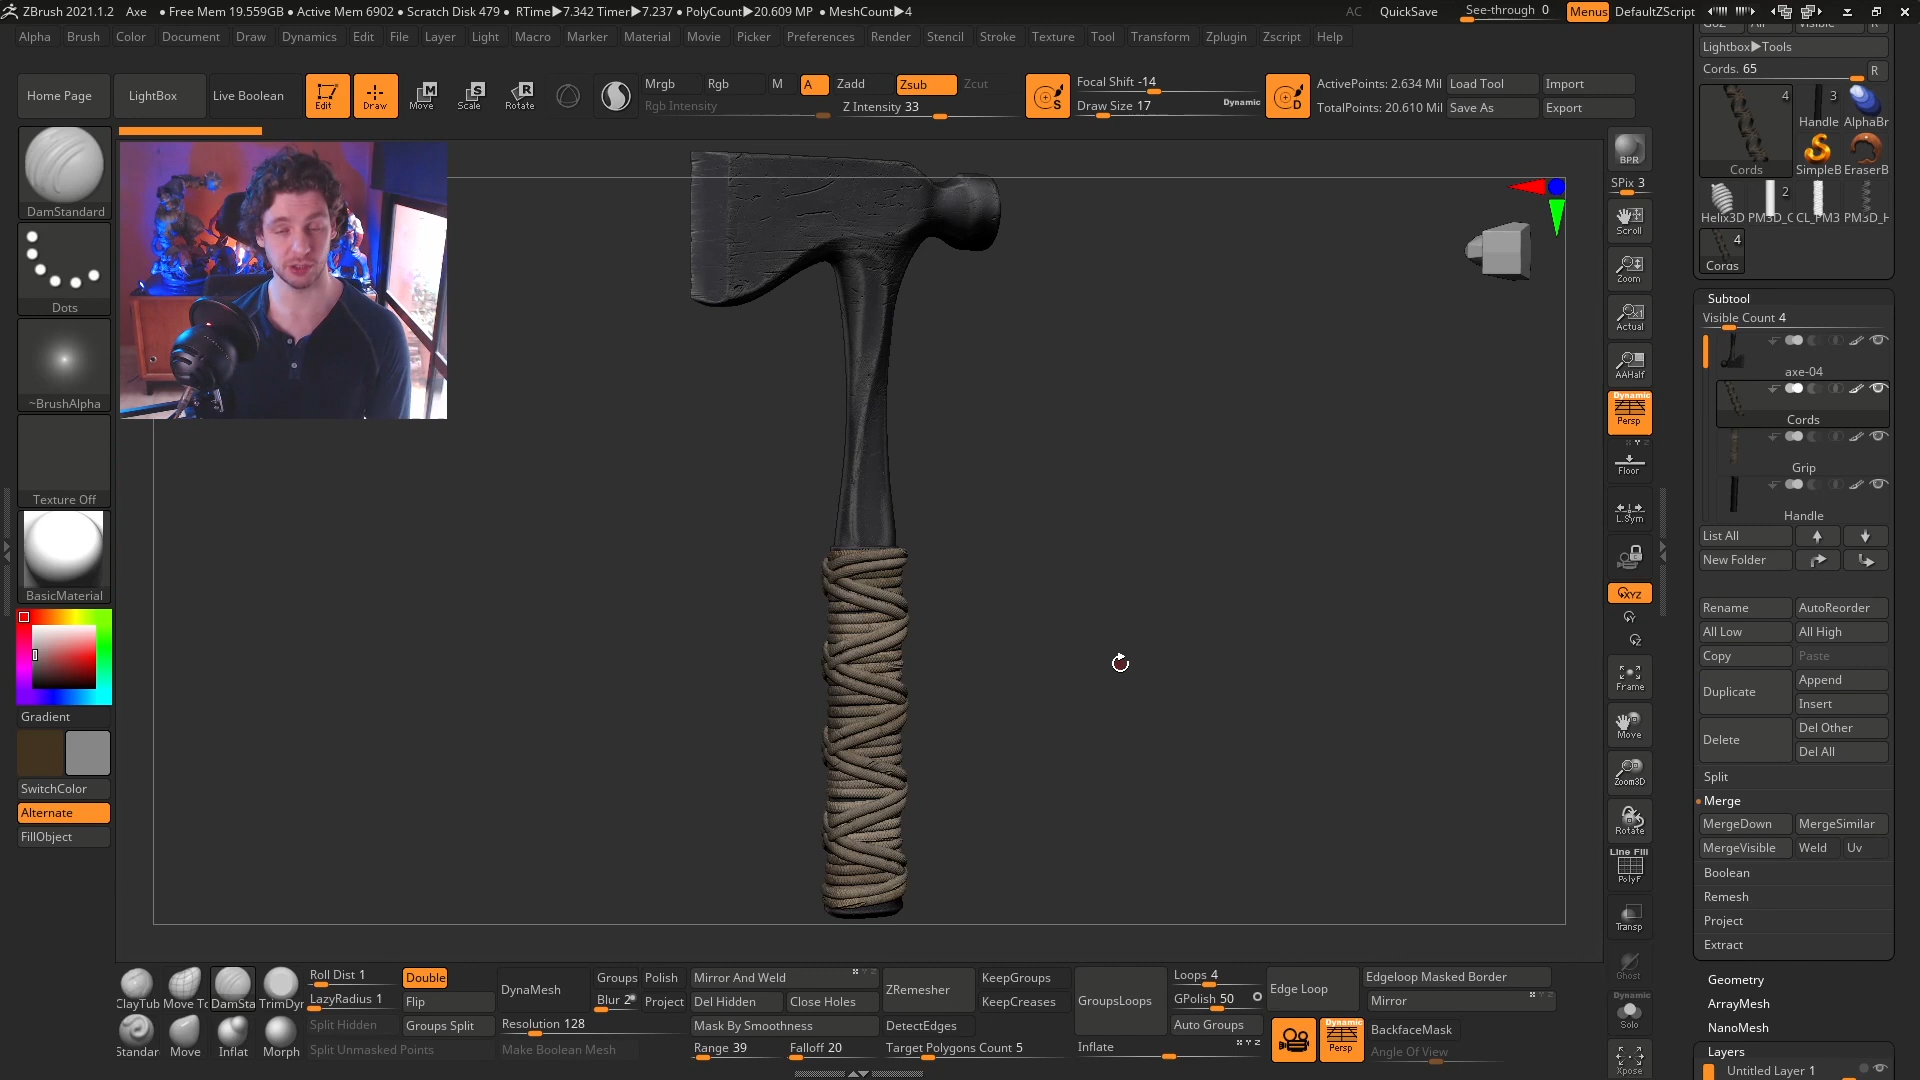 ZBrush 2021.1.2 Axe • Free Mem 19.559GB • Active Mem 6902 • Scratch Disk 479 • RTime▶7.342 Timer▶7.237 • PolyCount▶20.609 MP • MeshCount▶4
AC QuickSave See-through 0 Menus DefaultZScript
Alpha Brush Color Document Draw Dynamics Edit File Layer Light Macro Marker Material Movie Picker Preferences Render Stencil Stroke Texture Tool Transform Zplugin Zscript Help
Home Page LightBox Live Boolean Edit Draw Move Scale Rotate
Mrgb Rgb M A Zadd Zsub Zcut
Rgb Intensity Z Intensity 33
Focal Shift -14
Draw Size 17 Dynamic
ActivePoints: 2.634 Mil Load Tool Import
TotalPoints: 20.610 Mil Save As Export
DamStandard
Dots
~BrushAlpha
Texture Off
BasicMaterial
Gradient
SwitchColor
Alternate
FillObject
BPR
SPix 3
Scroll
Zoom
Actual
AAHalf
Dynamic
Persp
Floor
L.Sym
XYZ
Frame
Move
Zoom3D
Rotate
Line Fill
PolyF
Transp
Ghost
Dynamic
Solo
Xpose
Lightbox▶Tools
Cords. 65 R
4 3
Handle AlphaBr
Cords SimpleB EraserB
2
Helix3D PM3D_C CL_PM3 PM3D_H
4
Cords
Subtool
Visible Count 4
axe-04
Cords
Grip
Handle
List All
New Folder
Rename AutoReorder
All Low All High
Copy Paste
Duplicate Append
Insert
Delete Del Other
Del All
Split
Merge
MergeDown MergeSimilar
MergeVisible Weld Uv
Boolean
Remesh
Project
Extract
Geometry
ArrayMesh
NanoMesh
Layers
Untitled Layer 1
ClayTub Move To DamSta TrimDyn
Standar Move Inflat Morph
Roll Dist 1 Double
LazyRadius 1 Flip
Split Hidden Groups Split
Split Unmasked Points
DynaMesh Groups Polish
Blur 2 Project
Resolution 128
Make Boolean Mesh
Mirror And Weld
Del Hidden Close Holes
Mask By Smoothness
Range 39 Falloff 20
ZRemesher KeepGroups
KeepCreases
DetectEdges
Target Polygons Count 5
GroupsLoops Loops 4
GPolish 50
Auto Groups
Inflate
Edge Loop Edgeloop Masked Border
Mirror
Dynamic
Persp
BackfaceMask
Angle Of View